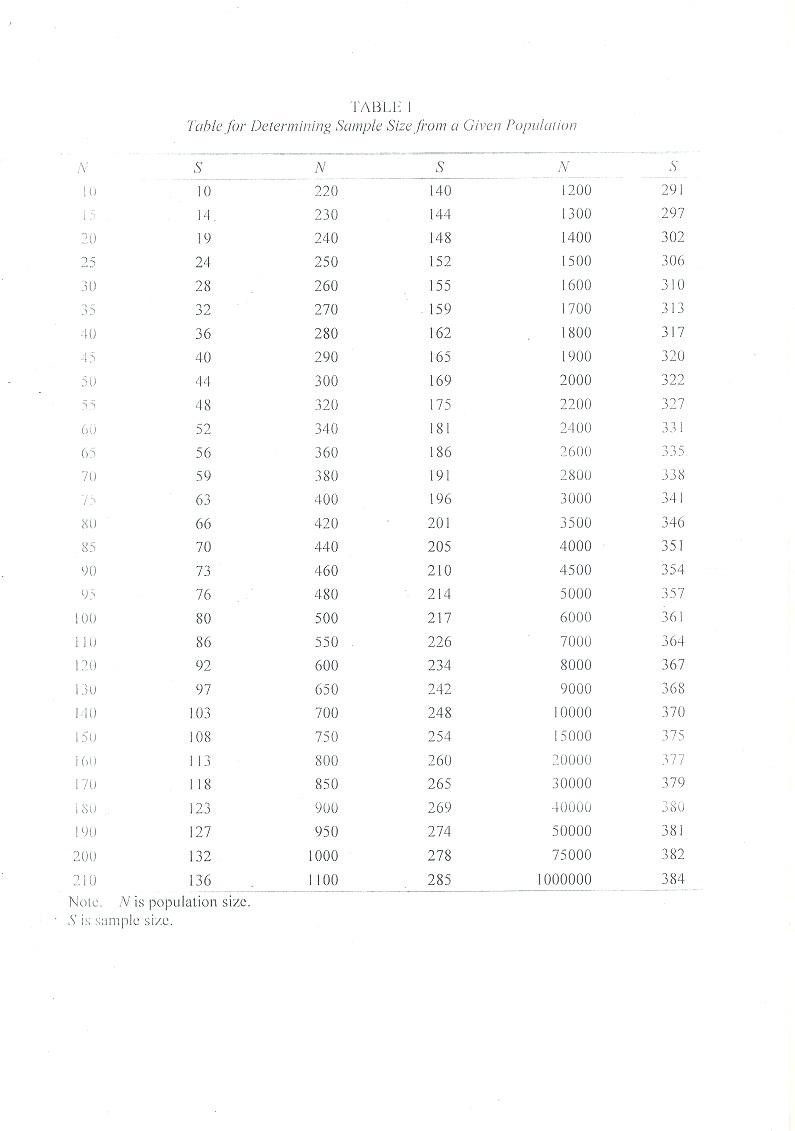 TABLE 1
Table for Determining Sample Size from a Given Population
N S N S N S
10 10 220 140 1200 291
15 14 230 144 1300 297
20 19 240 148 1400 302
25 24 250 152 1500 306
30 28 260 155 1600 310
35 32 270 159 1700 313
40 36 280 162 1800 317
45 40 290 165 1900 320
50 44 300 169 2000 322
55 48 320 175 2200 327
60 52 340 181 2400 331
65 56 360 186 2600 335
70 59 380 191 2800 338
75 63 400 196 3000 341
80 66 420 201 3500 346
85 70 440 205 4000 351
90 73 460 210 4500 354
95 76 480 214 5000 357
100 80 500 217 6000 361
110 86 550 226 7000 364
120 92 600 234 8000 367
130 97 650 242 9000 368
140 103 700 248 10000 370
150 108 750 254 15000 375
160 113 800 260 20000 377
170 118 850 265 30000 379
180 123 900 269 40000 380
190 127 950 274 50000 381
200 132 1000 278 75000 382
210 136 1100 285 1000000 384
Note. N is population size.
S is sample size.